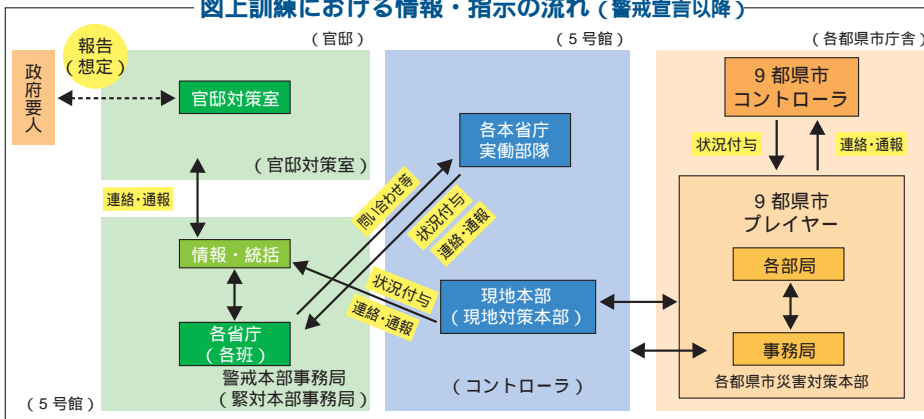 図上訓練における情報・指示の流れ(警戒宣言以降)
(官邸)
(5号館)
(各都県市庁舎)
報告
(想定)
政府要人
官邸対策室
(官邸対策室)
連絡・通報
情報・統括
各省庁
(各班)
警戒本部事務局
(緊対本部事務局)
(5号館)
問い合わせ等
状況付与
連絡・通報
状況付与
連絡・通報
各本省庁
実働部隊
現地本部
(現地対策本部)
(コントローラ)
9都県市
コントローラ
状況付与
連絡・通報
9都県市
プレイヤー
各部局
事務局
各都県市災害対策本部